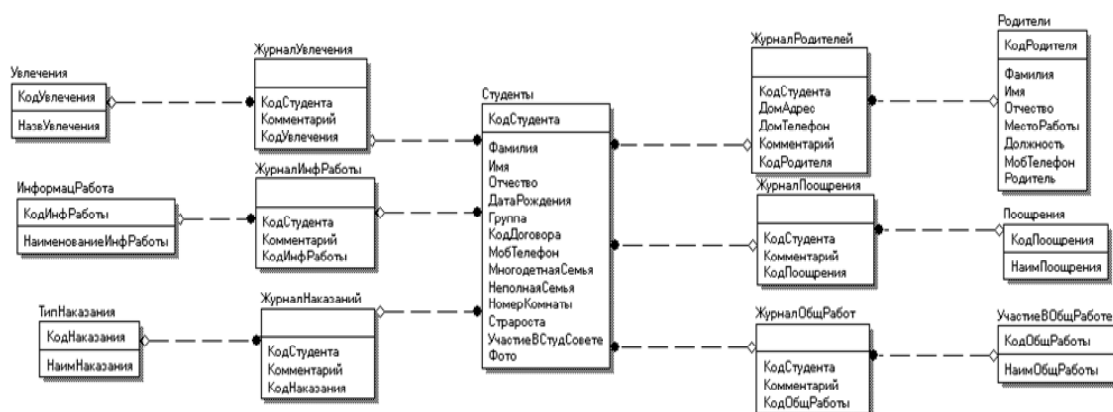 Увлечения
КодУвлечения
НазвУвлечения
ЖурналУвлечения
КодСтудента
Комментарий
КодУвлечения
ИнформацРабота
КодИнфРаботы
НаименованиеИнфРаботы
ЖурналИнфРаботы
КодСтудента
Комментарий
КодИнфРаботы
ТипНаказания
КодНаказания
НаимНаказания
ЖурналНаказаний
КодСтудента
Комментарий
КодНаказания
Студенты
КодСтудента
Фамилия
Имя
Отчество
ДатаРождения
Группа
КодДоговора
МобТелефон
МногодетнаяСемья
НеполнаяСемья
НомерКомнаты
Страроста
УчастиеВСтудСовете
Фото
ЖурналРодителей
КодСтудента
ДомАдрес
ДомТелефон
Комментарий
КодРодителя
Родители
КодРодителя
Фамилия
Имя
Отчество
МестоРаботы
Должность
МобТелефон
Родитель
ЖурналПоощрения
КодСтудента
Комментарий
КодПоощрения
Поощрения
КодПоощрения
НаимПоощрения
ЖурналОбщРабот
КодСтудента
Комментарий
КодОбщРаботы
УчастиеВОбщРаботе
КодОбщРаботы
НаимОбщРаботы